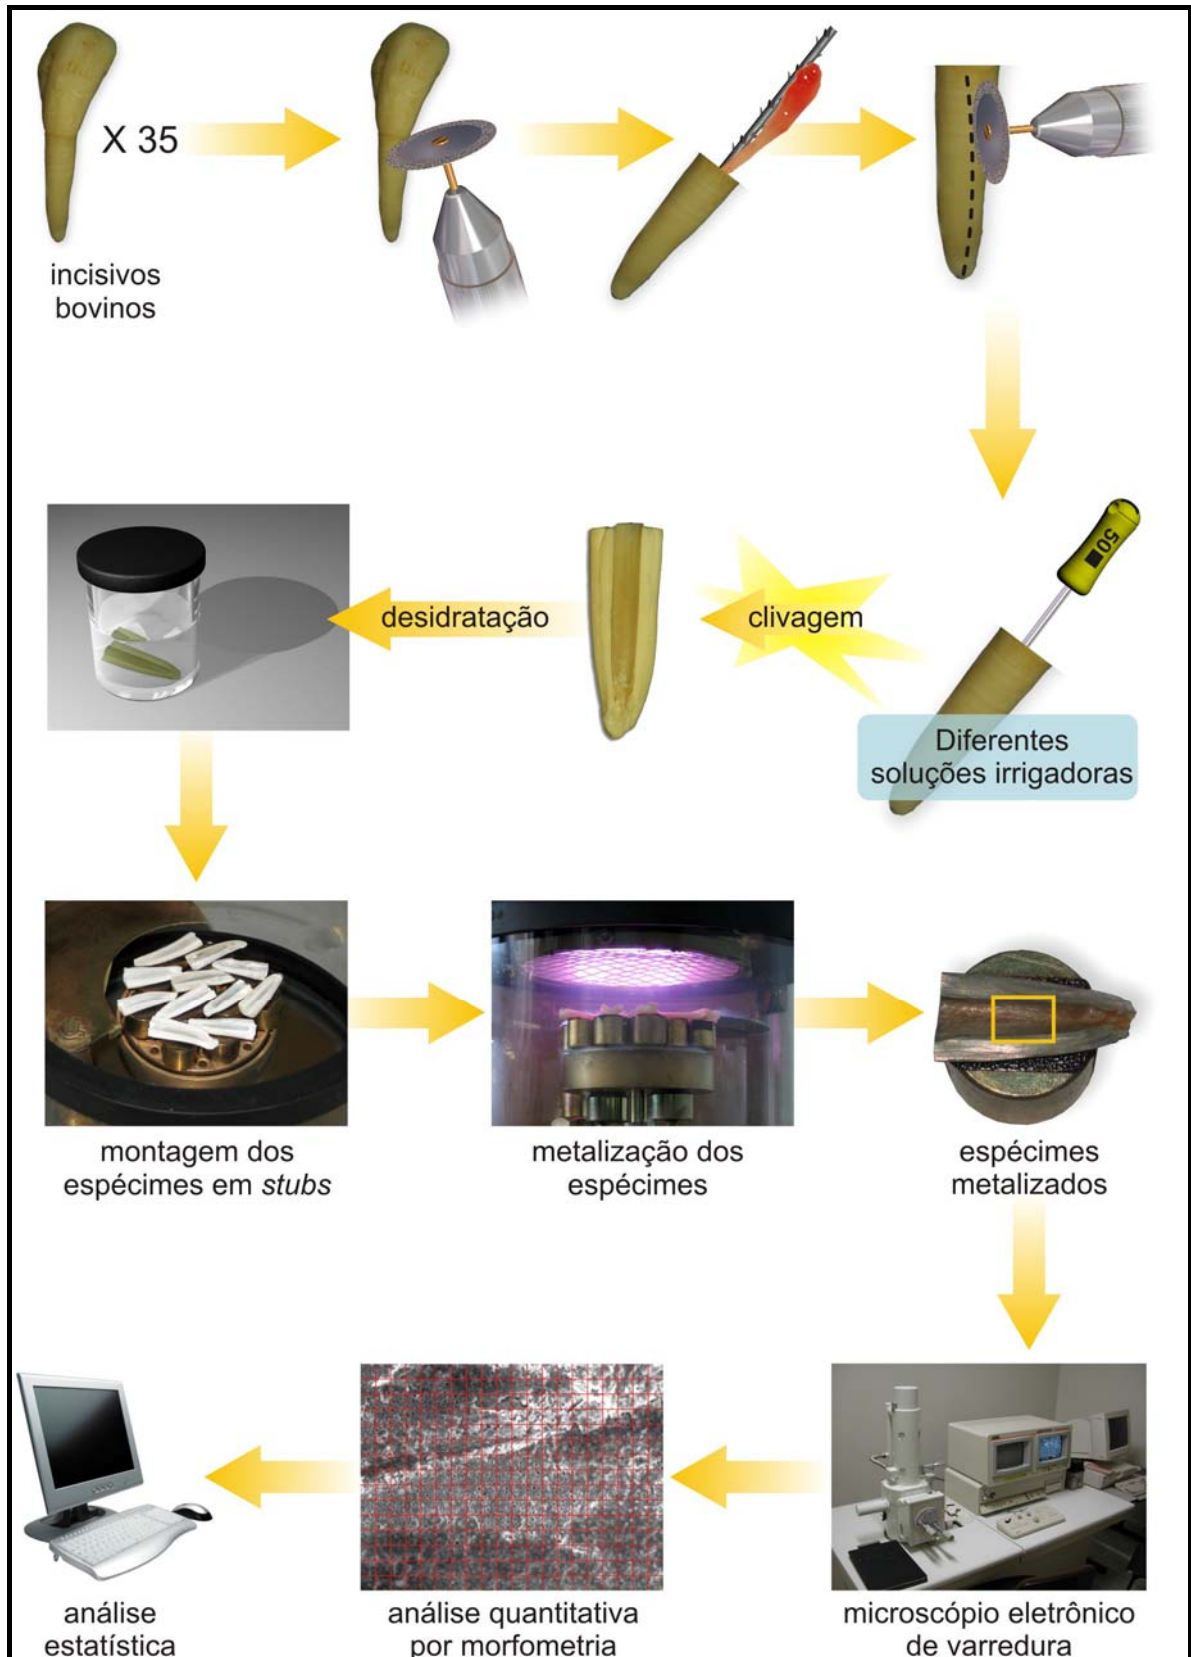 X 35
incisivos
bovinos
50
Diferentes
soluções irrigadoras
clivagem
desidratação
montagem dos
espécimes em stubs
metalização dos
espécimes
espécimes
metalizados
microscópio eletrônico
de varredura
análise quantitativa
por morfometria
análise
estatística